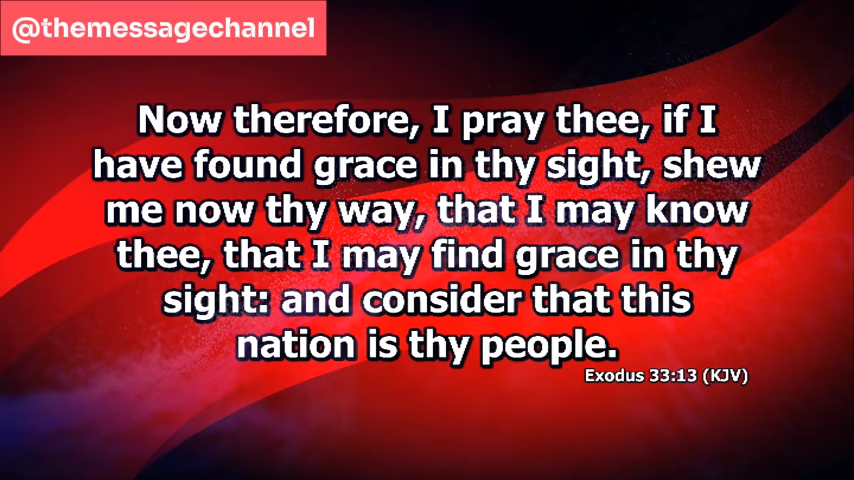 @themessagechannel
Now therefore, I pray thee, if I
have found grace in thy sight, shew
me now thy way, that I may know
thee, that I may find grace in thy
sight: and consider that this
nation is thy people.
Exodus 33:13 (KJV)